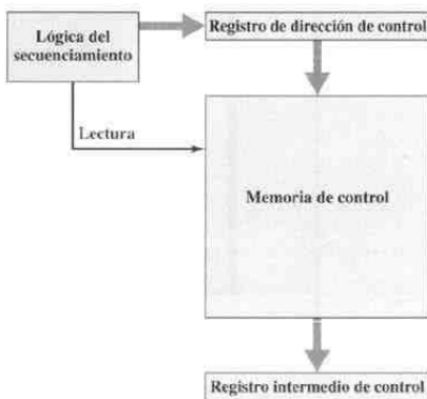 Lógica del
secuenciamiento
Registro de dirección de control
Lectura
Memoria de control
Registro intermedio de control